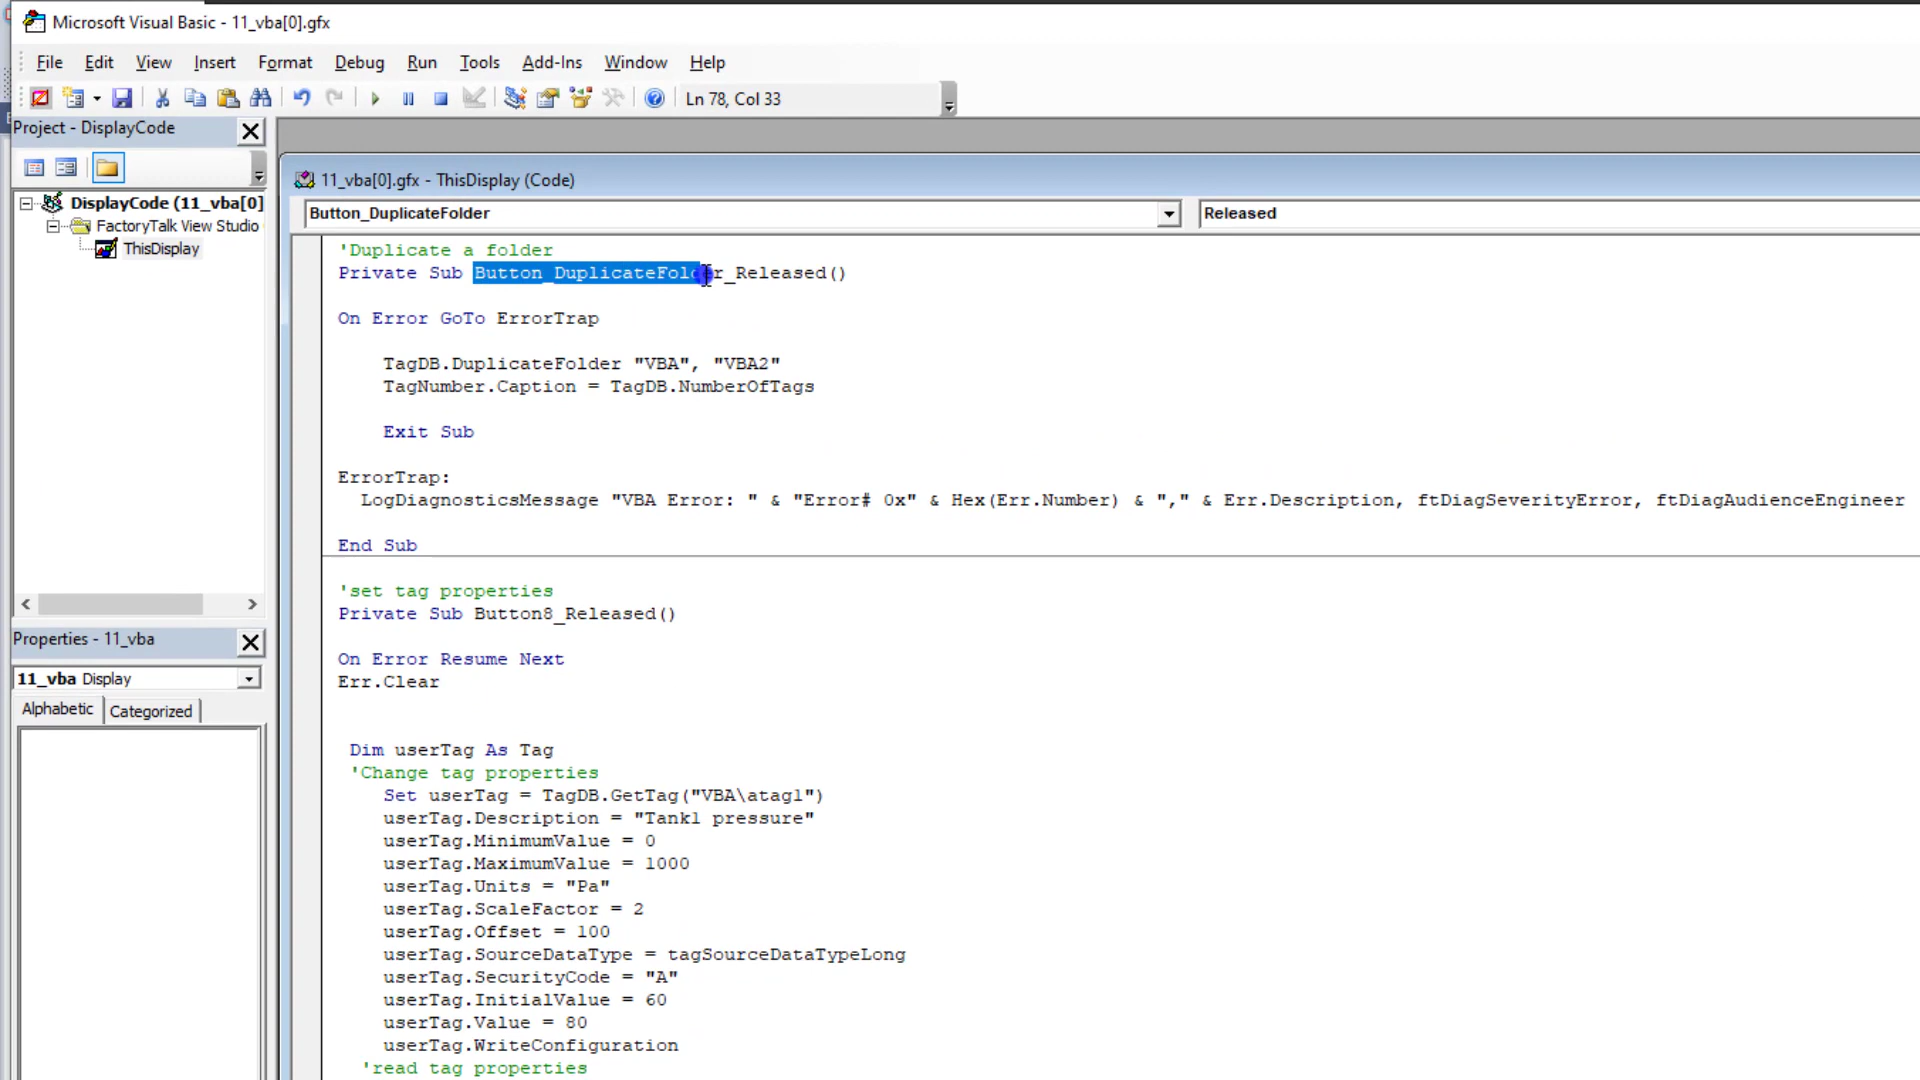 Microsoft Visual Basic - 11_vba[0].gfx
File Edit View Insert Format Debug Run Tools Add-Ins Window Help
Ln 78, Col 33
Project - DisplayCode
DisplayCode (11_vba[0]
FactoryTalk View Studio
ThisDisplay
Properties - 11_vba
11_vba Display
Alphabetic Categorized
11_vba[0].gfx - ThisDisplay (Code)
Button_DuplicateFolder Released
'Duplicate a folder
Private Sub Button_DuplicateFolder_Released()
On Error GoTo ErrorTrap
TagDB.DuplicateFolder "VBA", "VBA2"
TagNumber.Caption = TagDB.NumberOfTags
Exit Sub
ErrorTrap:
LogDiagnosticsMessage "VBA Error: " & "Error# 0x" & Hex(Err.Number) & "," & Err.Description, ftDiagSeverityError, ftDiagAudienceEngineer
End Sub
'set tag properties
Private Sub Button8_Released()
On Error Resume Next
Err.Clear
Dim userTag As Tag
'Change tag properties
Set userTag = TagDB.GetTag("VBA\atag1")
userTag.Description = "Tank1 pressure"
userTag.MinimumValue = 0
userTag.MaximumValue = 1000
userTag.Units = "Pa"
userTag.ScaleFactor = 2
userTag.Offset = 100
userTag.SourceDataType = tagSourceDataTypeLong
userTag.SecurityCode = "A"
userTag.InitialValue = 60
userTag.Value = 80
userTag.WriteConfiguration
'read tag properties